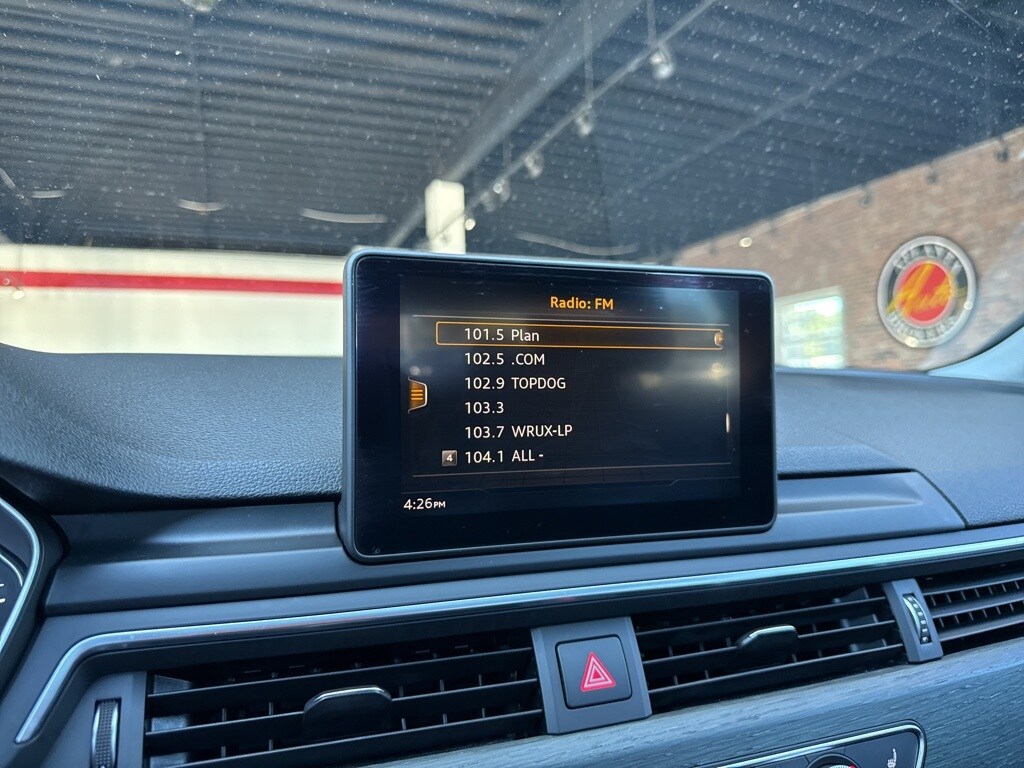 Auto
Radio: FM
101.5 Plan
102.5 .COM
102.9 TOPDOG
103.3
103.7 WRUX-LP
4 104.1 ALL -
4:26PM